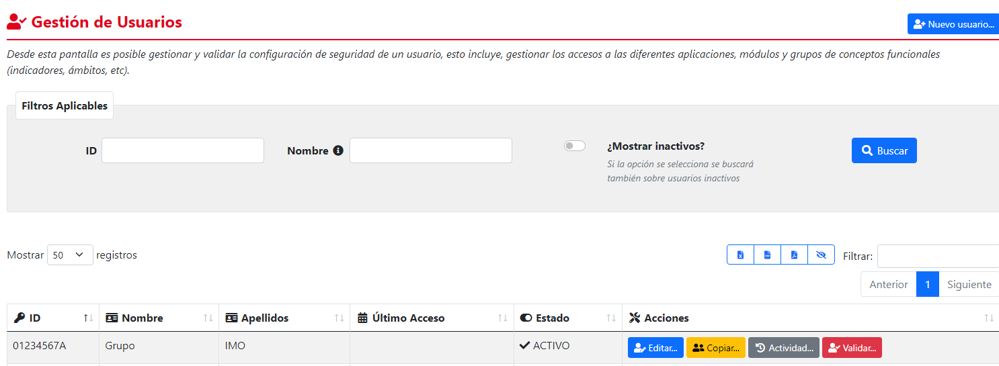 Gestión de Usuarios
Nuevo usuario...
Desde esta pantalla es posible gestionar y validar la configuración de seguridad de un usuario, esto incluye, gestionar los accesos a las diferentes aplicaciones, módulos y grupos de conceptos funcionales
(indicadores, ámbitos, etc).
Filtros Aplicables
ID
Nombre
¿Mostrar inactivos?
Si la opción se selecciona se buscará
también sobre usuarios inactivos
Buscar
Mostrar 50 registros
Filtrar:
Anterior 1 Siguiente
ID Nombre Apellidos Último Acceso Estado Acciones
01234567A Grupo IMO ACTIVO Editar... Copiar... Actividad... Validar...